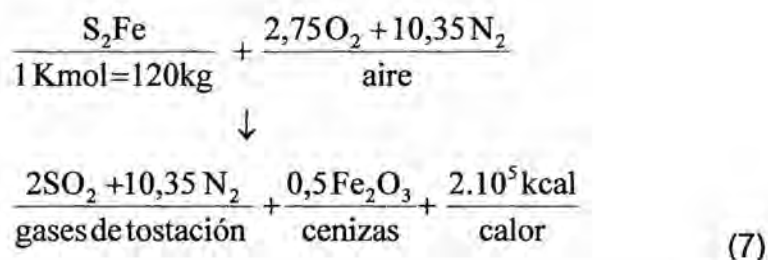 S₂Fe + 2,75O₂+10,35N₂
1Kmol=120kg aire
↓
2SO₂+10,35N₂ + 0,5Fe₂O₃ + 2.10⁵kcal
gases de tostación cenizas calor
(7)